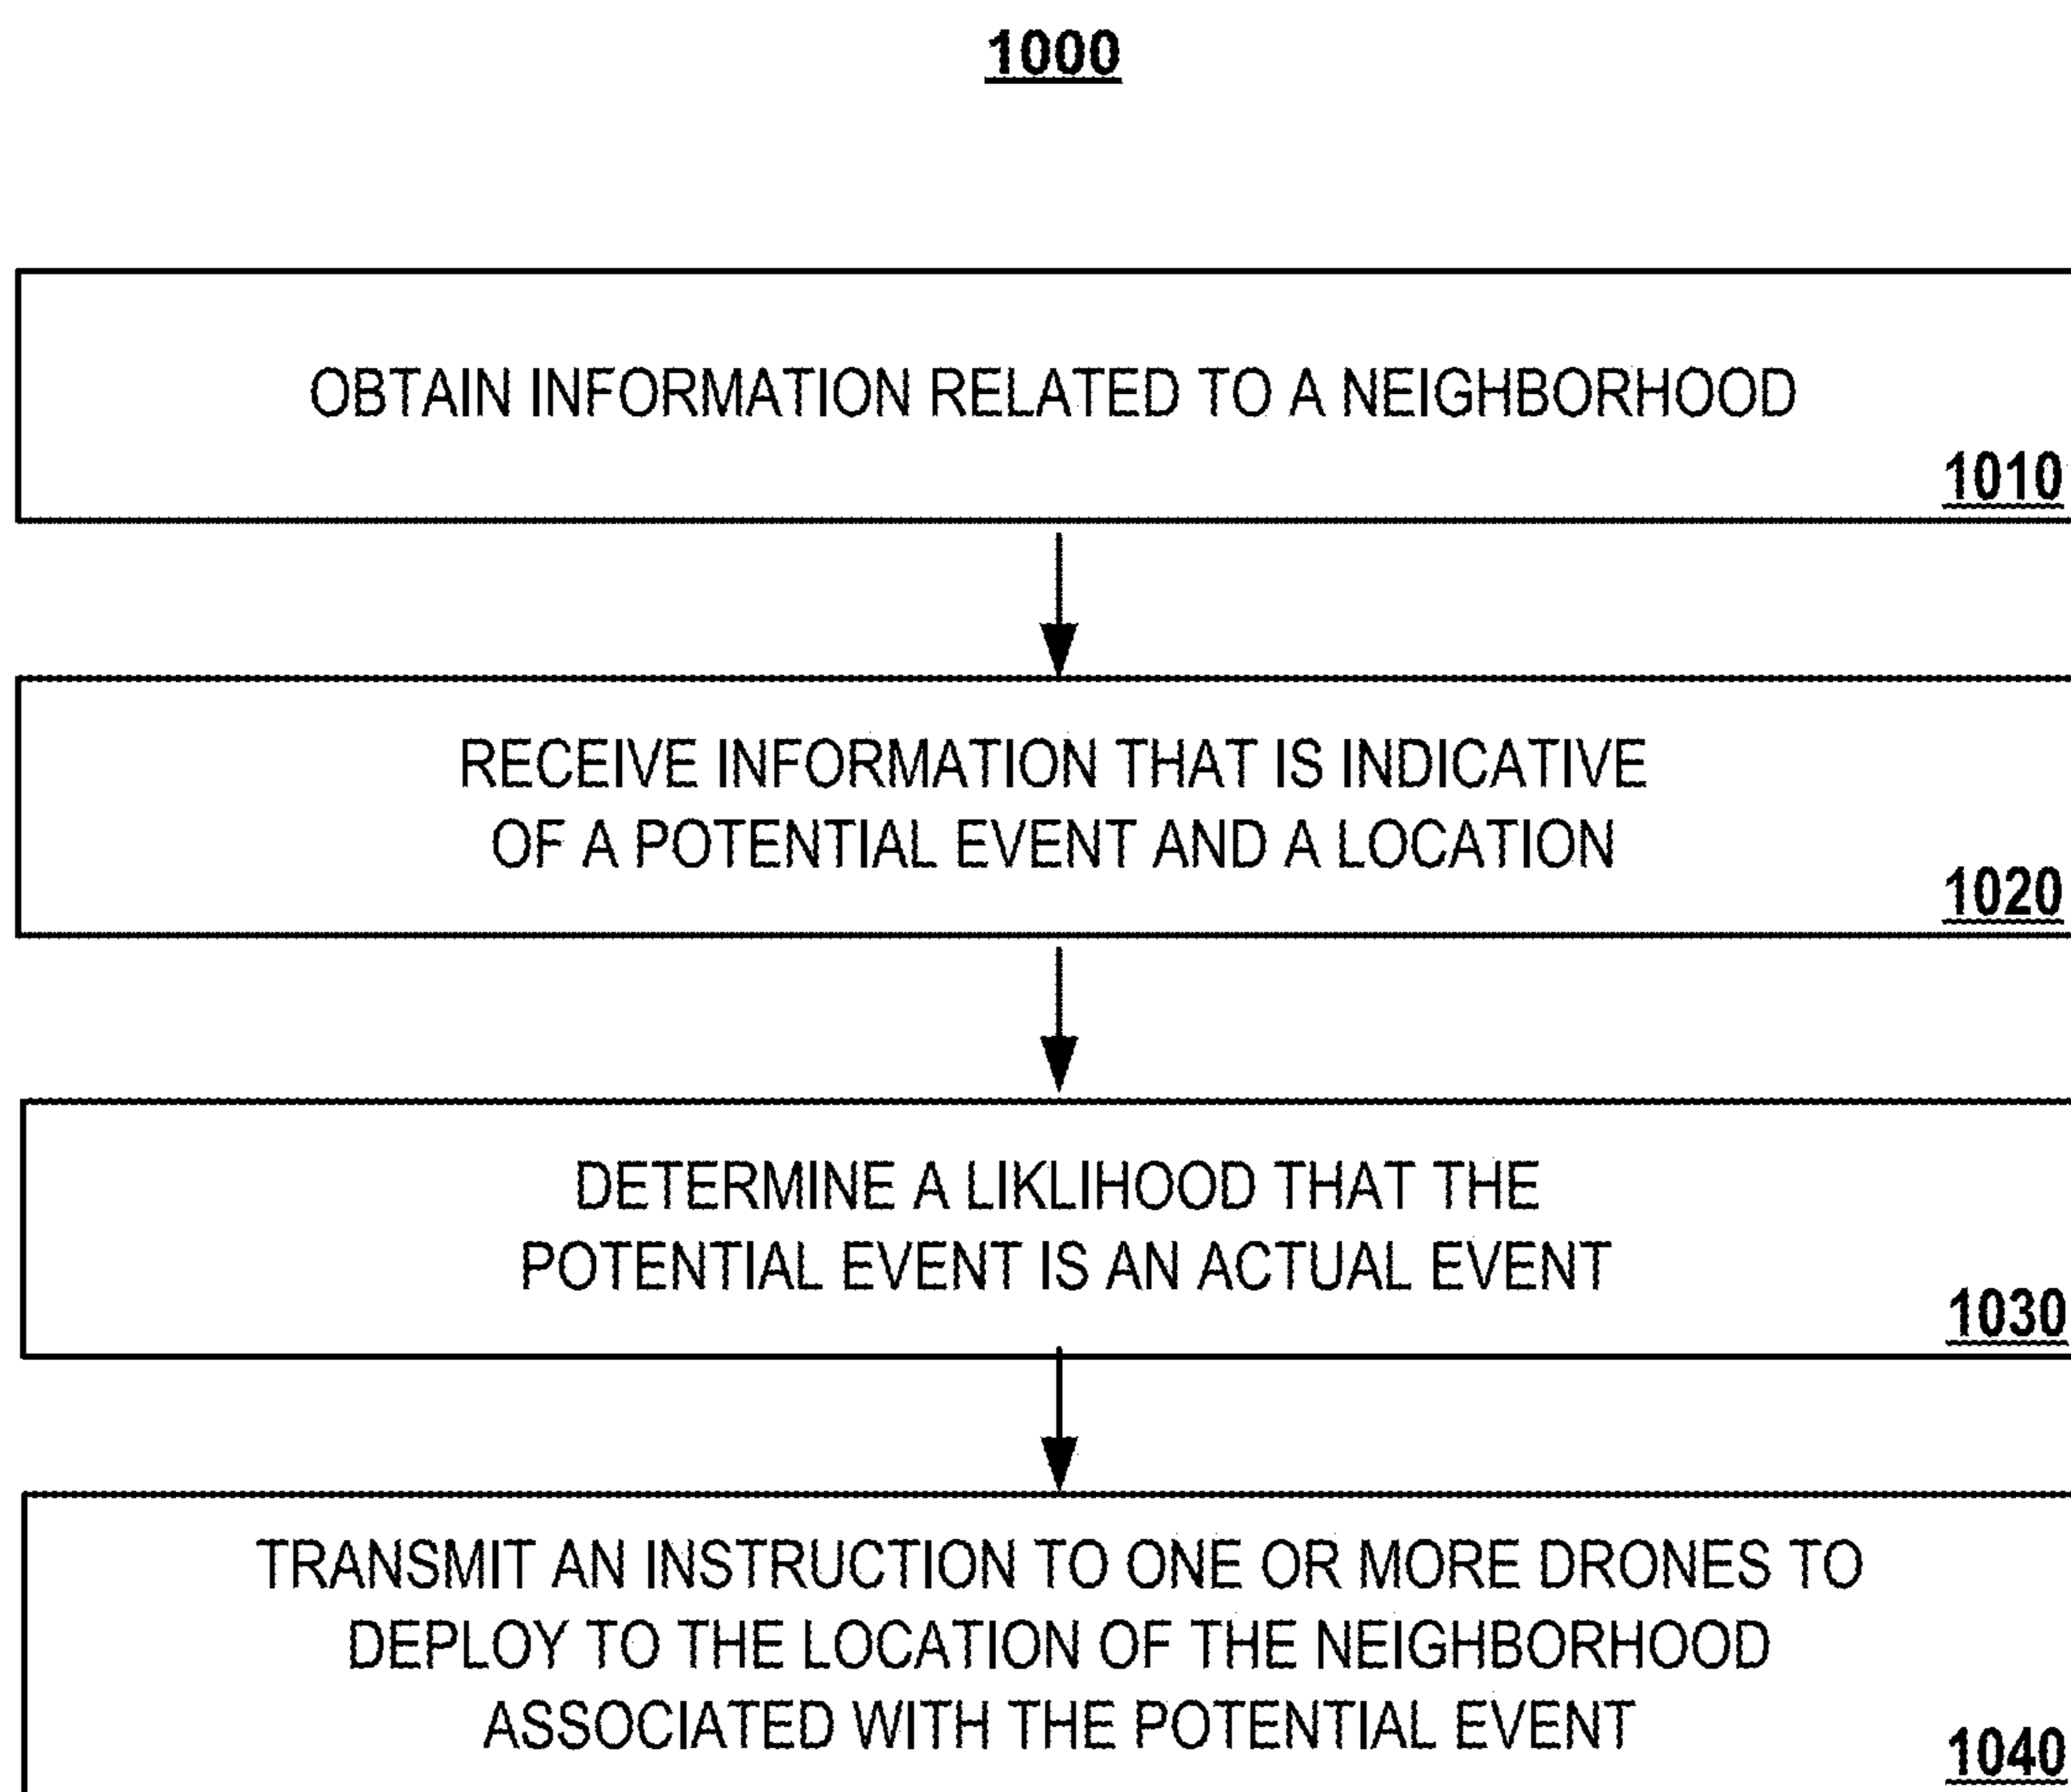 1000
OBTAIN INFORMATION RELATED TO A NEIGHBORHOOD
1010
RECEIVE INFORMATION THAT IS INDICATIVE
OF A POTENTIAL EVENT AND A LOCATION
1020
DETERMINE A LIKLIHOOD THAT THE
POTENTIAL EVENT IS AN ACTUAL EVENT
1030
TRANSMIT AN INSTRUCTION TO ONE OR MORE DRONES TO
DEPLOY TO THE LOCATION OF THE NEIGHBORHOOD
ASSOCIATED WITH THE POTENTIAL EVENT
1040